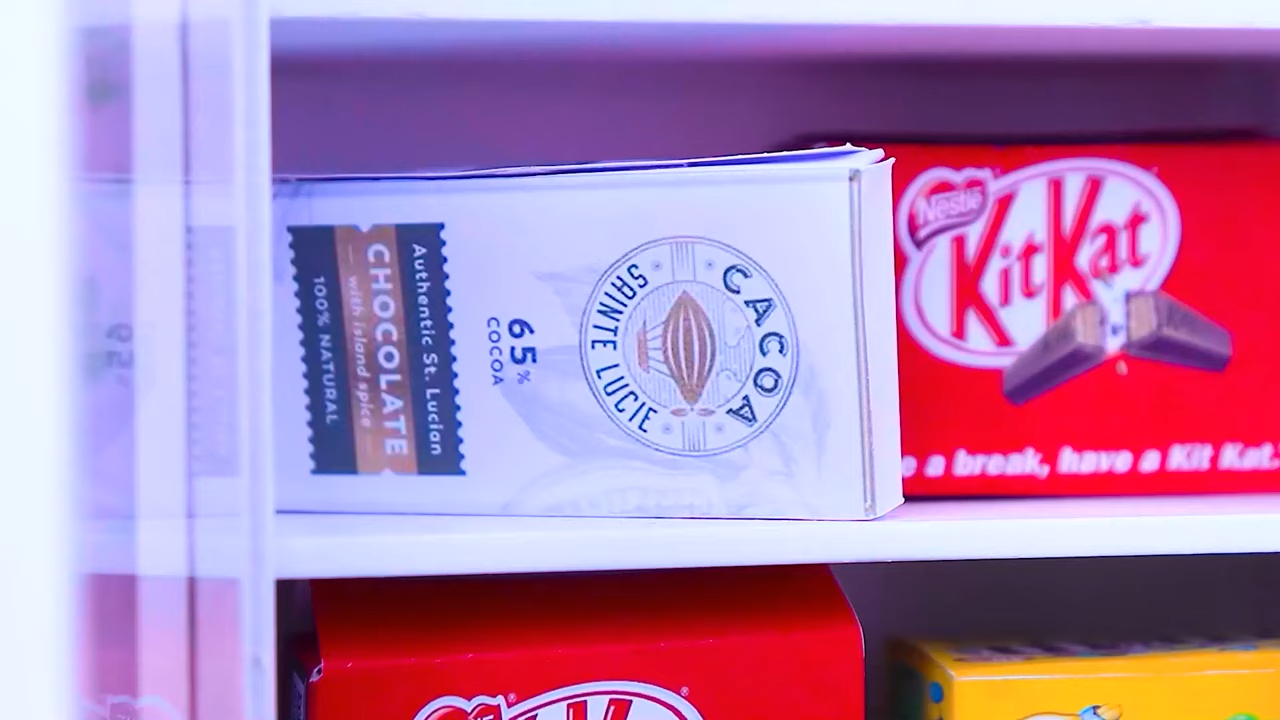 CACOA
SAINTE LUCIE
65%
COCOA
Authentic St. Lucian
CHOCOLATE
with island spice
100% NATURAL
Nestlé
KitKat
e a break, have a Kit Kat.